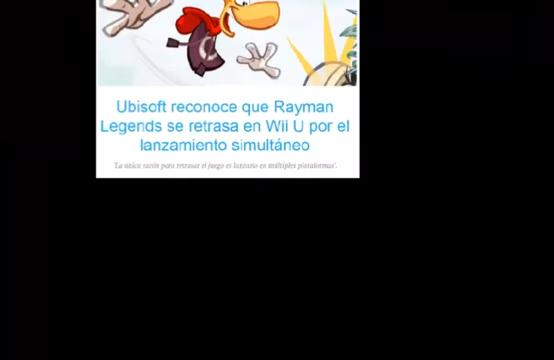 Ubisoft reconoce que Rayman
Legends se retrasa en Wii U por el
lanzamiento simultáneo
'La única razón para retrasar el juego es lanzarlo en múltiples plataformas'.